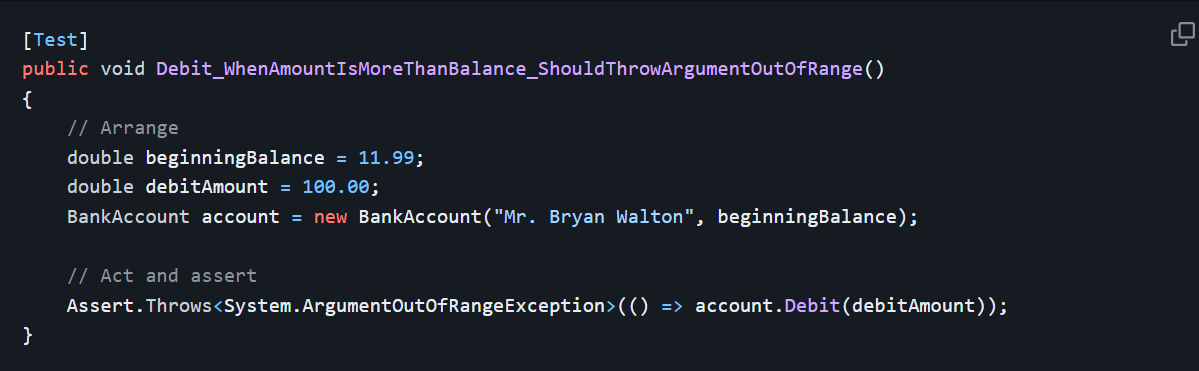 [Test]
public void Debit_WhenAmountIsMoreThanBalance_ShouldThrowArgumentOutOfRange()
{
    // Arrange
    double beginningBalance = 11.99;
    double debitAmount = 100.00;
    BankAccount account = new BankAccount("Mr. Bryan Walton", beginningBalance);

    // Act and assert
    Assert.Throws<System.ArgumentOutOfRangeException>(() => account.Debit(debitAmount));
}